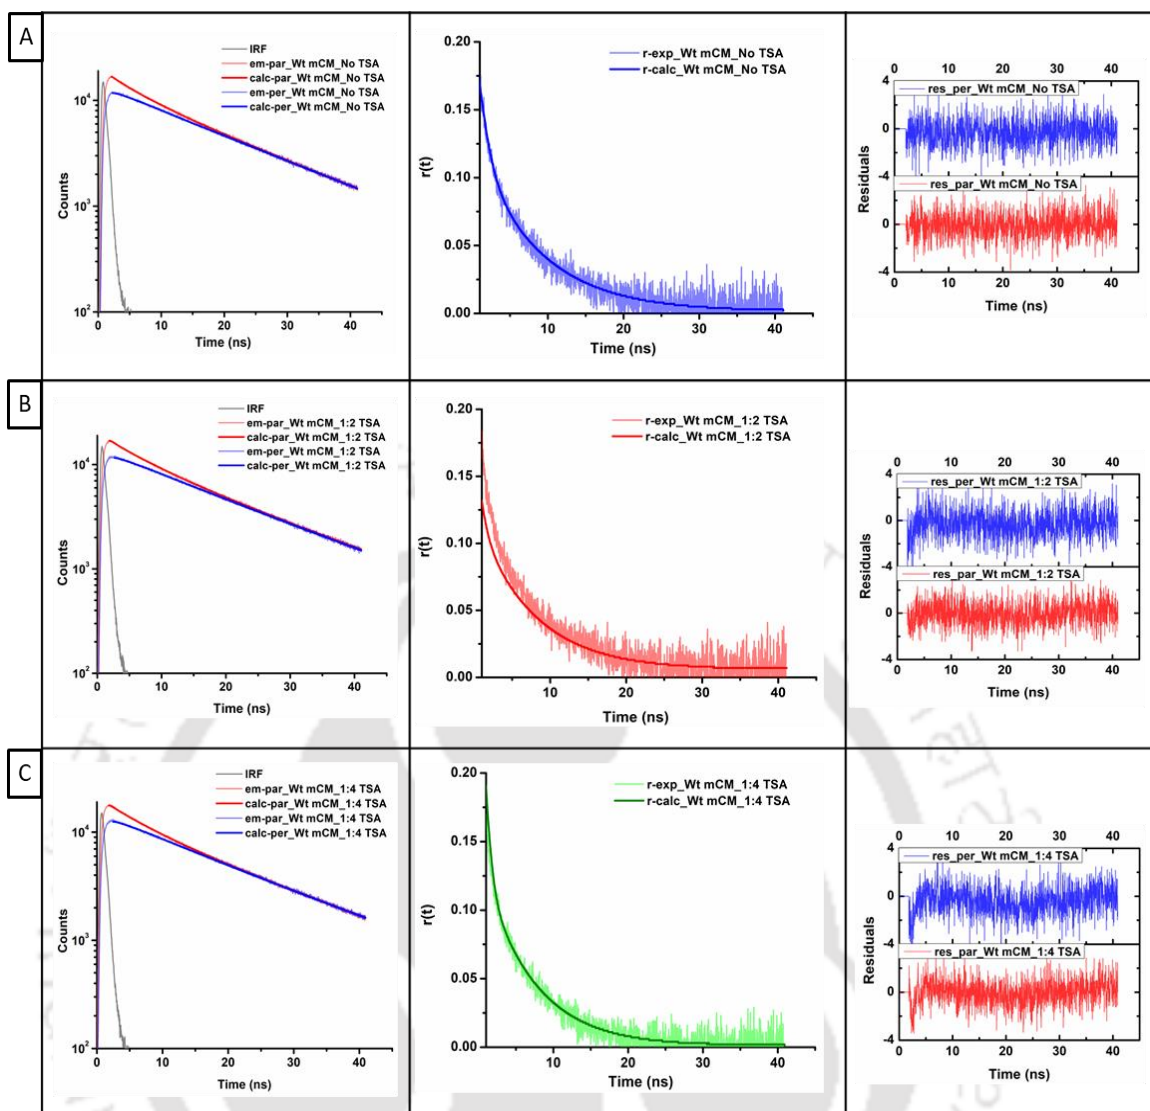 A
IRF
em-par_Wt mCM_No TSA
calc-par_Wt mCM_No TSA
em-per_Wt mCM_No TSA
calc-per_Wt mCM_No TSA
Counts
10^4
10^3
10^2
0 10 20 30 40
Time (ns)
r-exp_Wt mCM_No TSA
r-calc_Wt mCM_No TSA
r(t)
0.20
0.15
0.10
0.05
0.00
10 20 30 40
Time (ns)
0 10 20 30 40
res_per_Wt mCM_No TSA
res_par_Wt mCM_No TSA
Residuals
0
-4
0
-4
0 10 20 30 40
Time (ns)
B
IRF
em-par_Wt mCM_1:2 TSA
calc-par_Wt mCM_1:2 TSA
em-per_Wt mCM_1:2 TSA
calc-per_Wt mCM_1:2 TSA
Counts
10^4
10^3
10^2
0 10 20 30 40
Time (ns)
r-exp_Wt mCM_1:2 TSA
r-calc_Wt mCM_1:2 TSA
r(t)
0.20
0.15
0.10
0.05
0.00
10 20 30 40
Time (ns)
0 10 20 30 40
res_per_Wt mCM_1:2 TSA
res_par_Wt mCM_1:2 TSA
Residuals
4
0
-4
0
-4
0 10 20 30 40
Time (ns)
C
IRF
em-par_Wt mCM_1:4 TSA
calc-par_Wt mCM_1:4 TSA
em-par_Wt mCM_1:4 TSA
calc-per_Wt mCM_1:4 TSA
Counts
10^4
10^3
10^2
0 10 20 30 40
Time (ns)
r-exp_Wt mCM_1:4 TSA
r-calc_Wt mCM_1:4 TSA
r(t)
0.20
0.15
0.10
0.05
0.00
10 20 30 40
Time (ns)
0 10 20 30 40
res_per_Wt mCM_1:4 TSA
res_par_Wt mCM_1:4 TSA
Residuals
4
0
-4
0
-4
0 10 20 30 40
Time (ns)